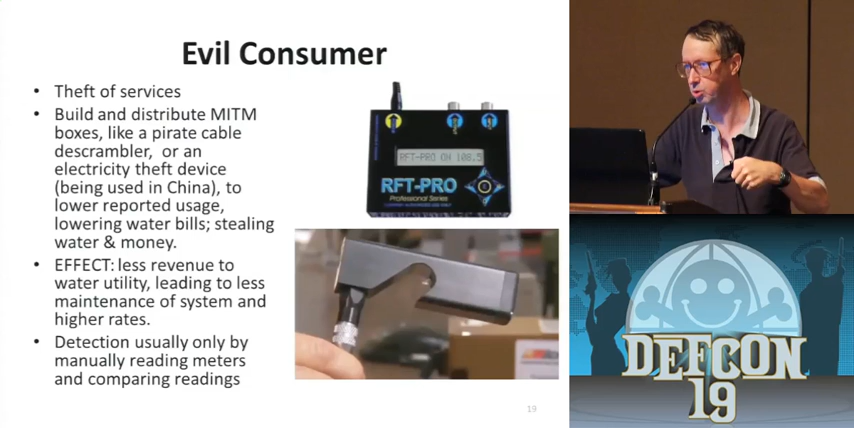 Evil Consumer
• Theft of services
• Build and distribute MITM
boxes, like a pirate cable
descrambler, or an
electricity theft device
(being used in China), to
lower reported usage,
lowering water bills; stealing
water & money.
• EFFECT: less revenue to
water utility, leading to less
maintenance of system and
higher rates.
• Detection usually only by
manually reading meters
and comparing readings
RFT-PRO CH 108.5
RFT-PRO
Professional Series
19
DEFCON
19